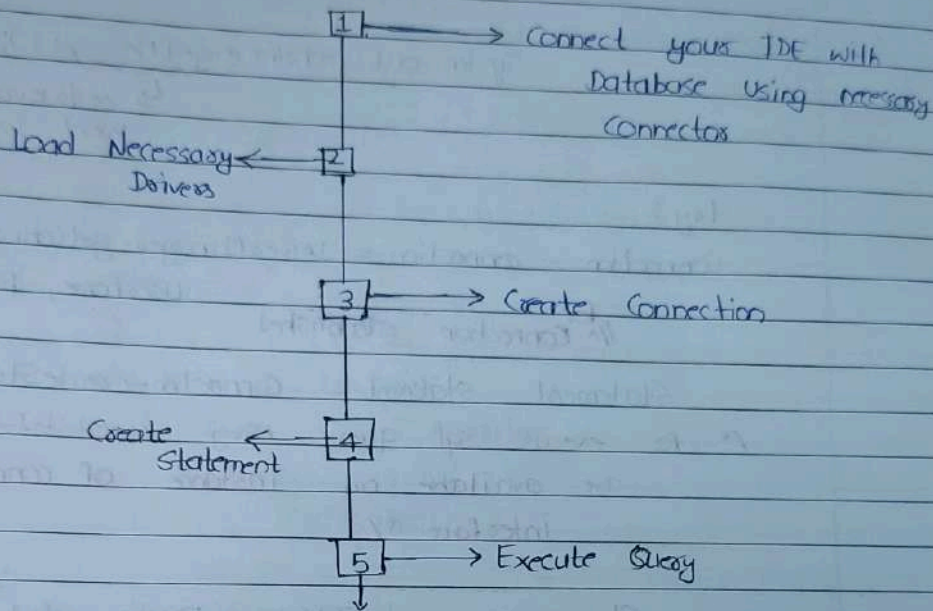 1
Connect your IDE with
Database using necessary
Connector
Load Necessary
Drivers
2
3
Create Connection
Create
Statement
4
5
Execute Query